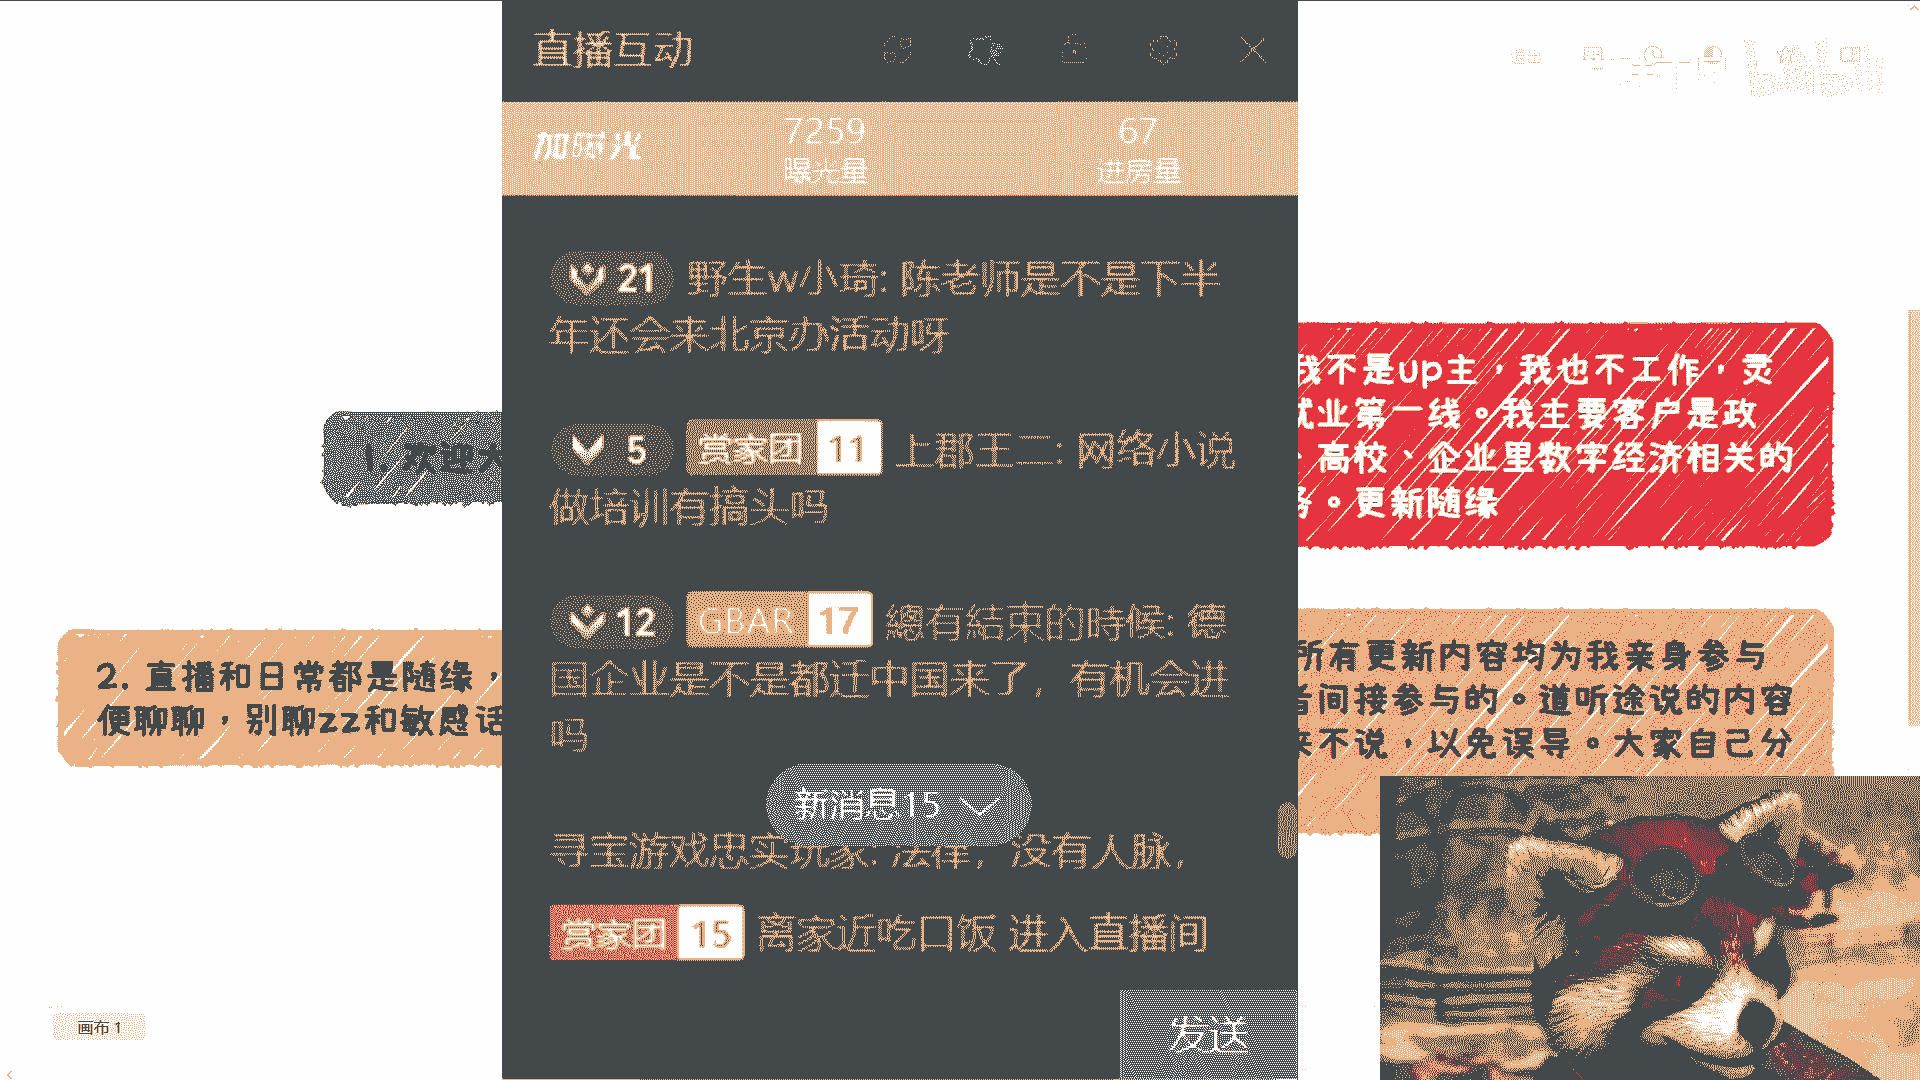 直播互动
加时光
7259
曝光量
67
进房量
21 野生w小琦: 陈老师是不是下半
年还会来北京办活动呀
5 赏家团 11 上郡王二: 网络小说
做培训有搞头吗
12 GBAR 17 總有結束的時候: 德
国企业是不是都迁中国来了，有机会进
吗
新消息15
寻宝游戏忠实玩家: 法律，没有人脉，
赏家团 15 离家近吃口饭 进入直播间
发送
1. 欢迎大
2. 直播和日常都是随缘，
便聊聊，别聊zz和敏感话
我不是up主，我也不工作，灵
就业第一线。我主要客户是政
、高校、企业里数字经济相关的
务。更新随缘
所有更新内容均为我亲身参与
者间接参与的。道听途说的内容
来不说，以免误导。大家自己分
画布 1